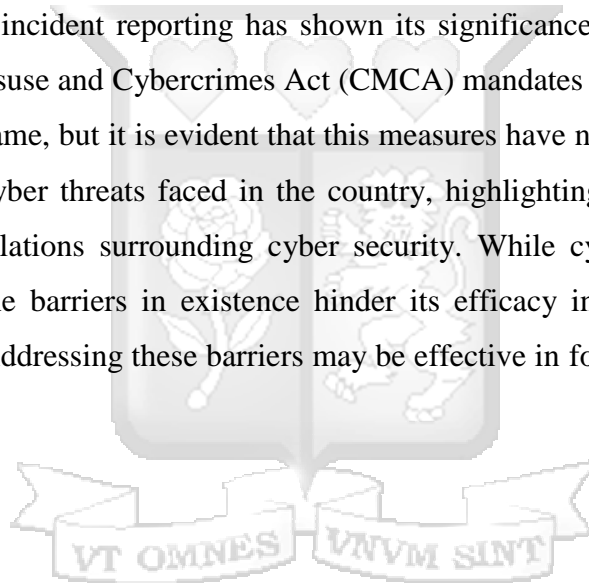 incident reporting has shown its significance
suse and Cybercrimes Act (CMCA) mandates
ame, but it is evident that this measures have n
yber threats faced in the country, highlighting
lations surrounding cyber security. While cy
e barriers in existence hinder its efficacy in
ddressing these barriers may be effective in fo
VT OMNES VNVM SINT